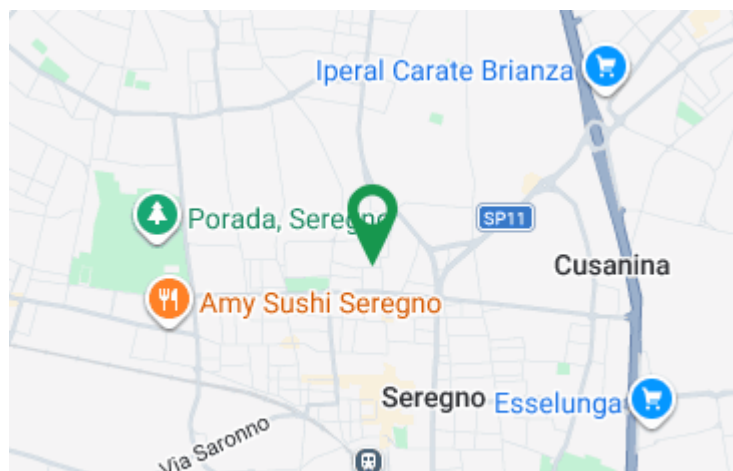 Iperal Carate Brianza
Porada, Seregno
SP11
Cusanina
Amy Sushi Seregno
Seregno
Esselunga
Via Saronno